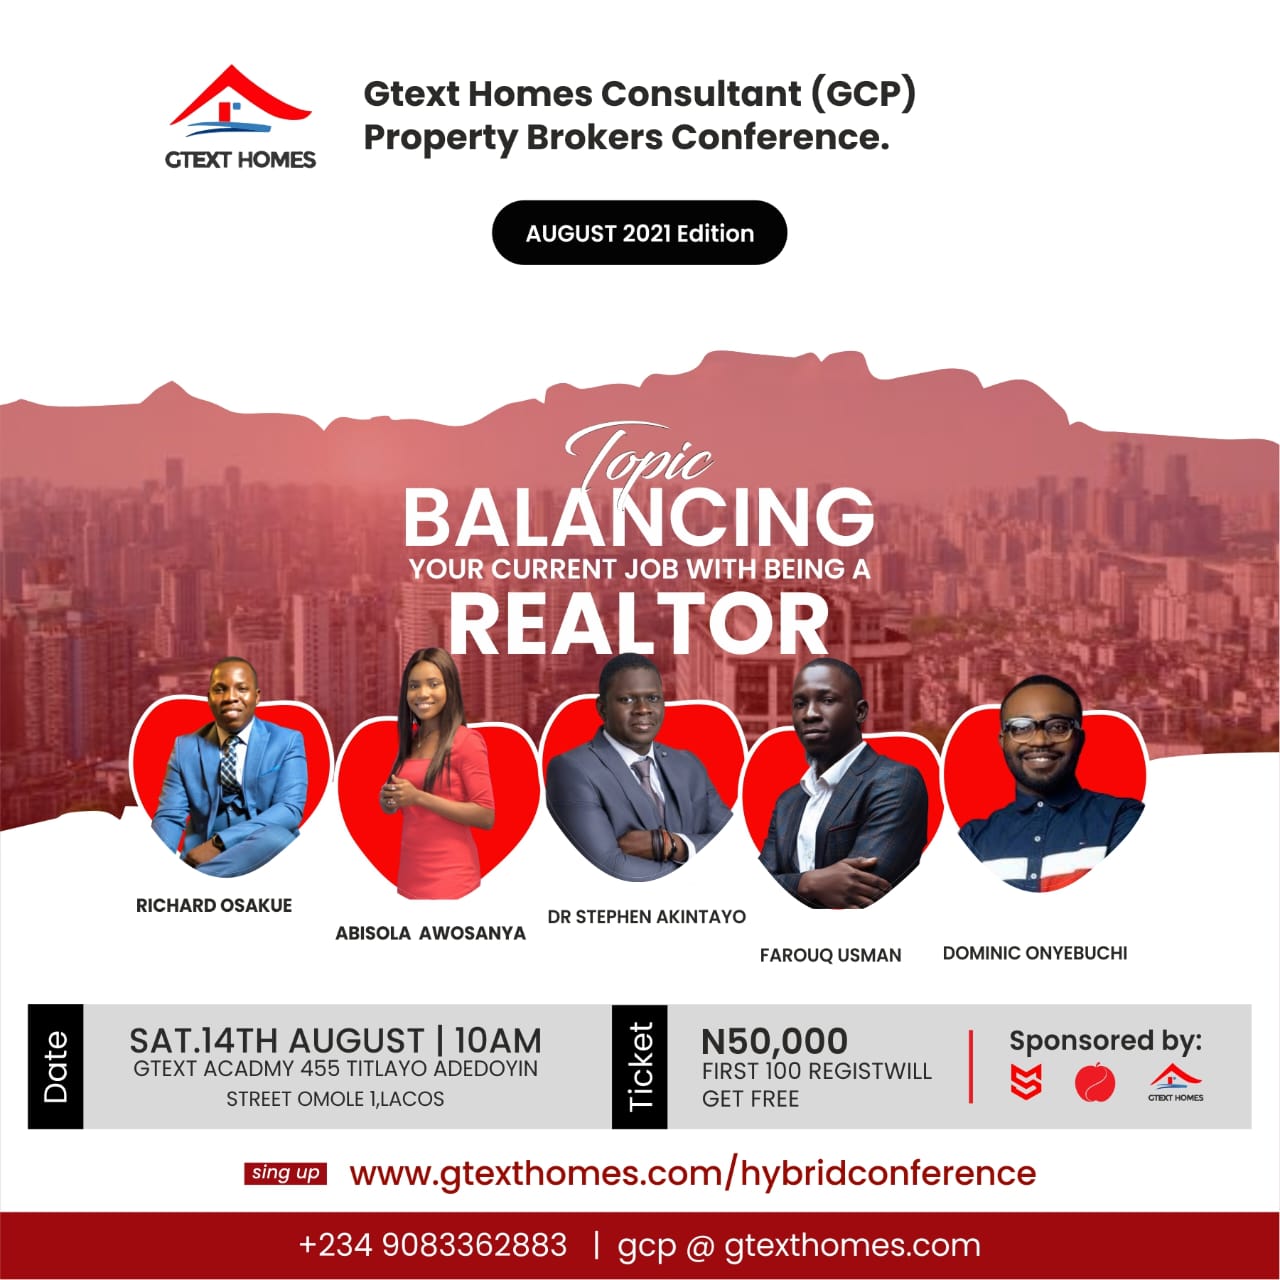 GTEXT HOMES
Gtext Homes Consultant (GCP)
Property Brokers Conference.
AUGUST 2021 Edition
Topic
BALANCING
YOUR CURRENT JOB WITH BEING A
REALTOR
RICHARD OSAKUE
ABISOLA AWOSANYA
DR STEPHEN AKINTAYO
FAROUQ USMAN
DOMINIC ONYEBUCHI
Date
SAT.14TH AUGUST | 10AM
GTEXT ACADMY 455 TITLAYO ADEDOYIN
STREET OMOLE 1,LACOS
Ticket
N50,000
FIRST 100 REGISTWILL
GET FREE
Sponsored by:
GTEXT HOMES
sing up
www.gtexthomes.com/hybridconference
+234 9083362883 | gcp @ gtexthomes.com